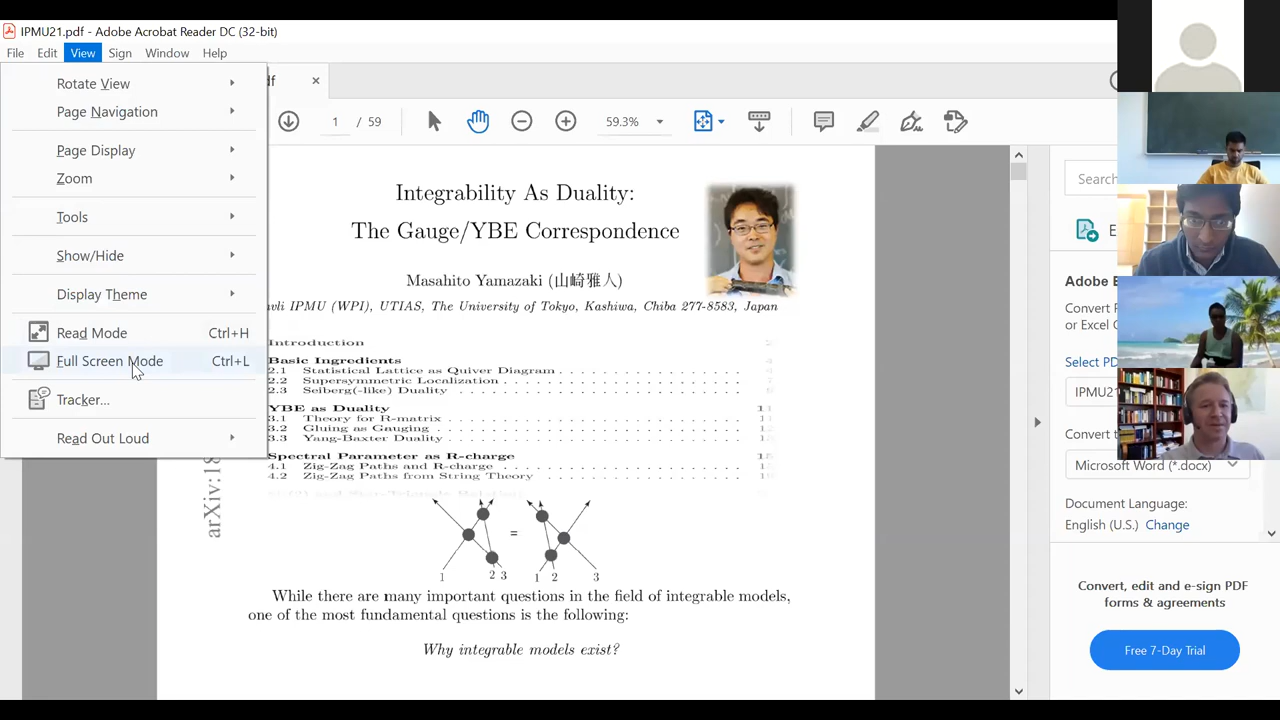 IPMU21.pdf - Adobe Acrobat Reader DC (32-bit)
File Edit View Sign Window Help
Rotate View
Page Navigation
Page Display
Zoom
Tools
Show/Hide
Display Theme
Read Mode Ctrl+H
Full Screen Mode Ctrl+L
Tracker...
Read Out Loud
1 / 59
59.3%
Integrability As Duality:
The Gauge/YBE Correspondence
Masahito Yamazaki (山崎雅人)
IPMU (WPI), UTIAS, The University of Tokyo, Kashiwa, Chiba 277-8583, Japan
Introduction
Basic Ingredients
2.1 Statistical Lattice as Quiver Diagram
2.2 Supersymmetric Localization
2.3 Seiberg(-like) Duality
YBE as Duality
3.1 Theory for R-matrix
3.2 Gluing as Gauging
3.3 Yang-Baxter Duality
Spectral Parameter as R-charge
4.1 Zig-Zag Paths and R-charge
4.2 Zig-Zag Paths from String Theory
arXiv:18
=
1 2 3 1 2 3
While there are many important questions in the field of integrable models,
one of the most fundamental questions is the following:
Why integrable models exist?
Search
Adobe E
Convert
or Excel
Select PD
IPMU21
Convert t
Microsoft Word (*.docx)
Document Language:
English (U.S.) Change
Convert, edit and e-sign PDF
forms & agreements
Free 7-Day Trial